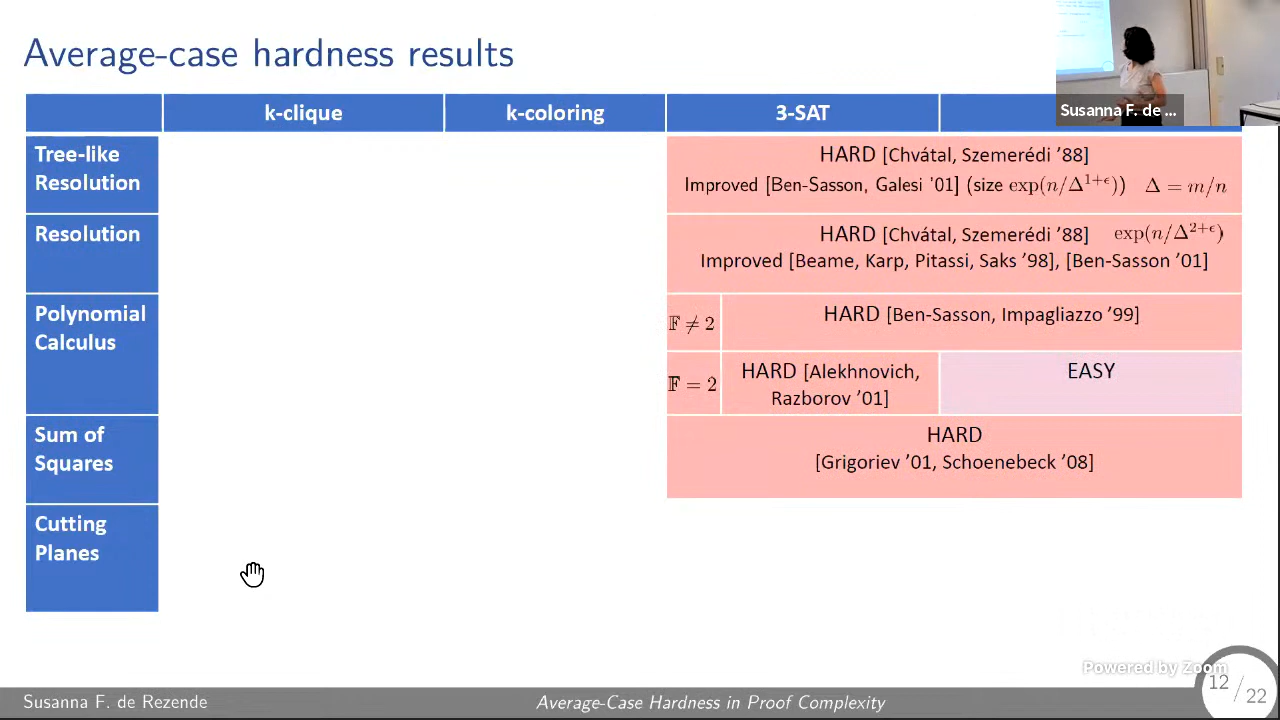 Average-case hardness results
Susanna F. de ...
k-clique
k-coloring
3-SAT
Tree-like
Resolution
HARD [Chvátal, Szemerédi ’88]
Improved [Ben-Sasson, Galesi '01] (size exp(n/Δ^{1+ϵ})) Δ = m/n
Resolution
HARD [Chvátal, Szemerédi ’88] exp(n/Δ^{2+ϵ})
Improved [Beame, Karp, Pitassi, Saks ’98], [Ben-Sasson ’01]
Polynomial
Calculus
𝔽 ≠ 2
HARD [Ben-Sasson, Impagliazzo ’99]
𝔽 = 2
HARD [Alekhnovich,
Razborov ’01]
EASY
Sum of
Squares
HARD
[Grigoriev ’01, Schoenebeck ’08]
Cutting
Planes
Powered by Zoom
Susanna F. de Rezende
Average-Case Hardness in Proof Complexity
12/22